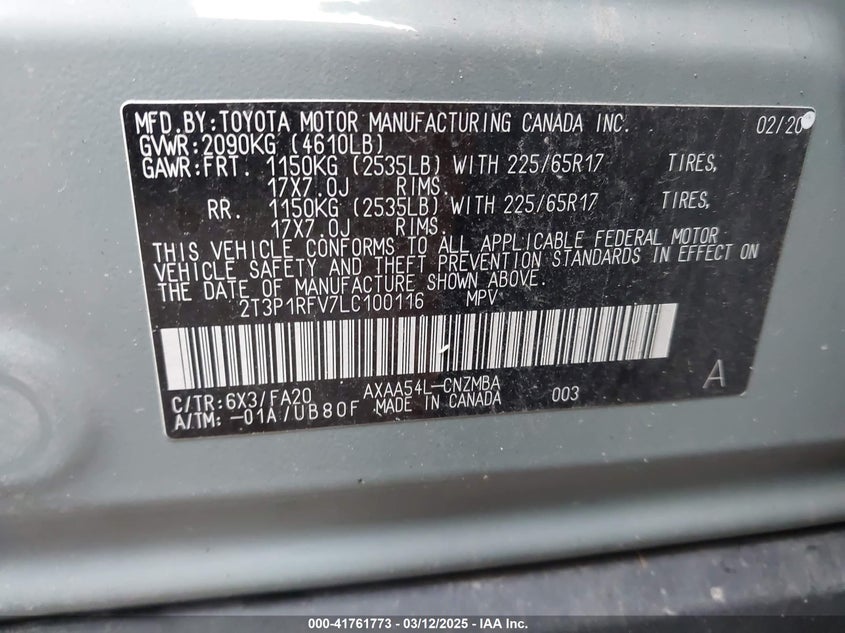 MFD.BY:TOYOTA MOTOR MANUFACTURING CANADA INC. 02/20
GVWR:2090KG (4610LB)
GAWR:FRT. 1150KG (2535LB) WITH 225/65R17 TIRES,
17X7.0J RIMS.
RR. 1150KG (2535LB) WITH 225/65R17 TIRES,
17X7.0J RIMS.
THIS VEHICLE CONFORMS TO ALL APPLICABLE FEDERAL MOTOR
VEHICLE SAFETY AND THEFT PREVENTION STANDARDS IN EFFECT ON
THE DATE OF MANUFACTURE SHOWN ABOVE.
2T3P1RFV7LC100116 MPV
C/TR:6X3/FA20 AXAA54L-CNZMBA
A/TM:-01A/UB80F MADE IN CANADA 003 A
000-41761773 - 03/12/2025 - IAA Inc.